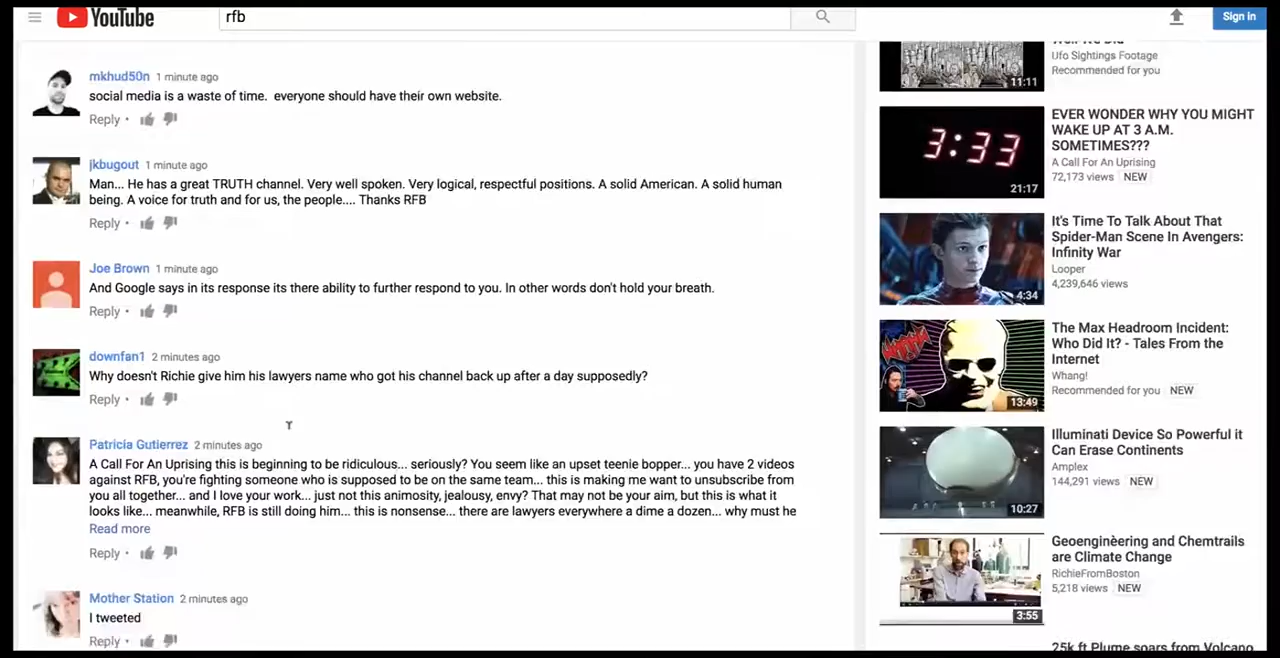 YouTube
rfb
Sign in
mkhud50n 1 minute ago
social media is a waste of time. everyone should have their own website.
Reply •
jkbugout 1 minute ago
Man... He has a great TRUTH channel. Very well spoken. Very logical, respectful positions. A solid American. A solid human
being. A voice for truth and for us, the people.... Thanks RFB
Reply •
Joe Brown 1 minute ago
And Google says in its response its there ability to further respond to you. In other words don't hold your breath.
Reply •
downfan1 2 minutes ago
Why doesn't Richie give him his lawyers name who got his channel back up after a day supposedly?
Reply •
Patricia Gutierrez 2 minutes ago
A Call For An Uprising this is beginning to be ridiculous... seriously? You seem like an upset teenie bopper... you have 2 videos
against RFB, you're fighting someone who is supposed to be on the same team... this is making me want to unsubscribe from
you all together... and I love your work... just not this animosity, jealousy, envy? That may not be your aim, but this is what it
looks like... meanwhile, RFB is still doing him... this is nonsense... there are lawyers everywhere a dime a dozen... why must he
Read more
Reply •
Mother Station 2 minutes ago
I tweeted
Reply •
Ufo Sightings Footage
Recommended for you
11:11
EVER WONDER WHY YOU MIGHT
WAKE UP AT 3 A.M.
SOMETIMES???
A Call For An Uprising
72,173 views NEW
3:33
21:17
It's Time To Talk About That
Spider-Man Scene In Avengers:
Infinity War
Looper
4,239,646 views
4:34
The Max Headroom Incident:
Who Did It? - Tales From the
Internet
Whang!
Recommended for you NEW
13:49
Illuminati Device So Powerful it
Can Erase Continents
Amplex
144,291 views NEW
10:27
Geoengineering and Chemtrails
are Climate Change
RichieFromBoston
5,218 views NEW
3:55
25k ft Plume soars from Volcano